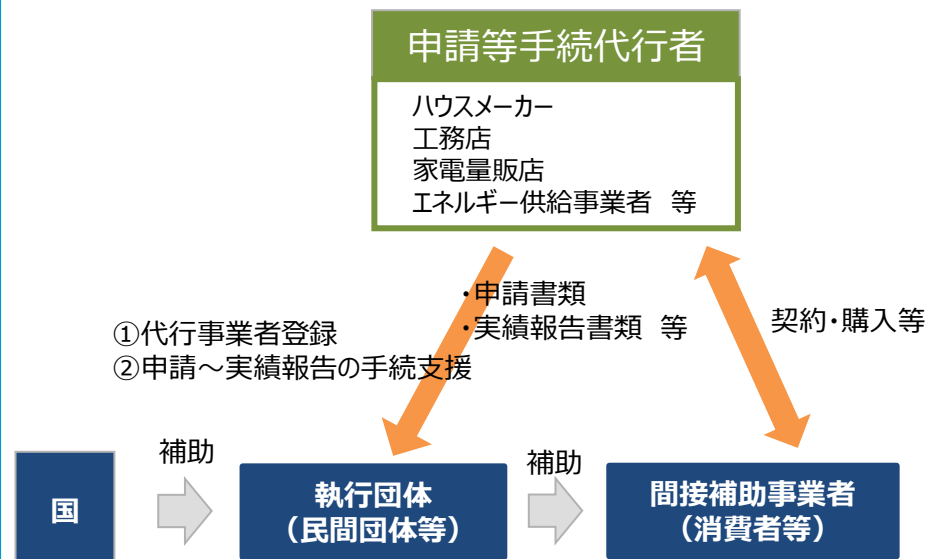 申請等手続代行者
ハウスメーカー
工務店
家電量販店
エネルギー供給事業者　等
・申請書類
・実績報告書類　等
①代行事業者登録
②申請～実績報告の手続支援
契約・購入等
補助
補助
国
執行団体
（民間団体等）
間接補助事業者
（消費者等）